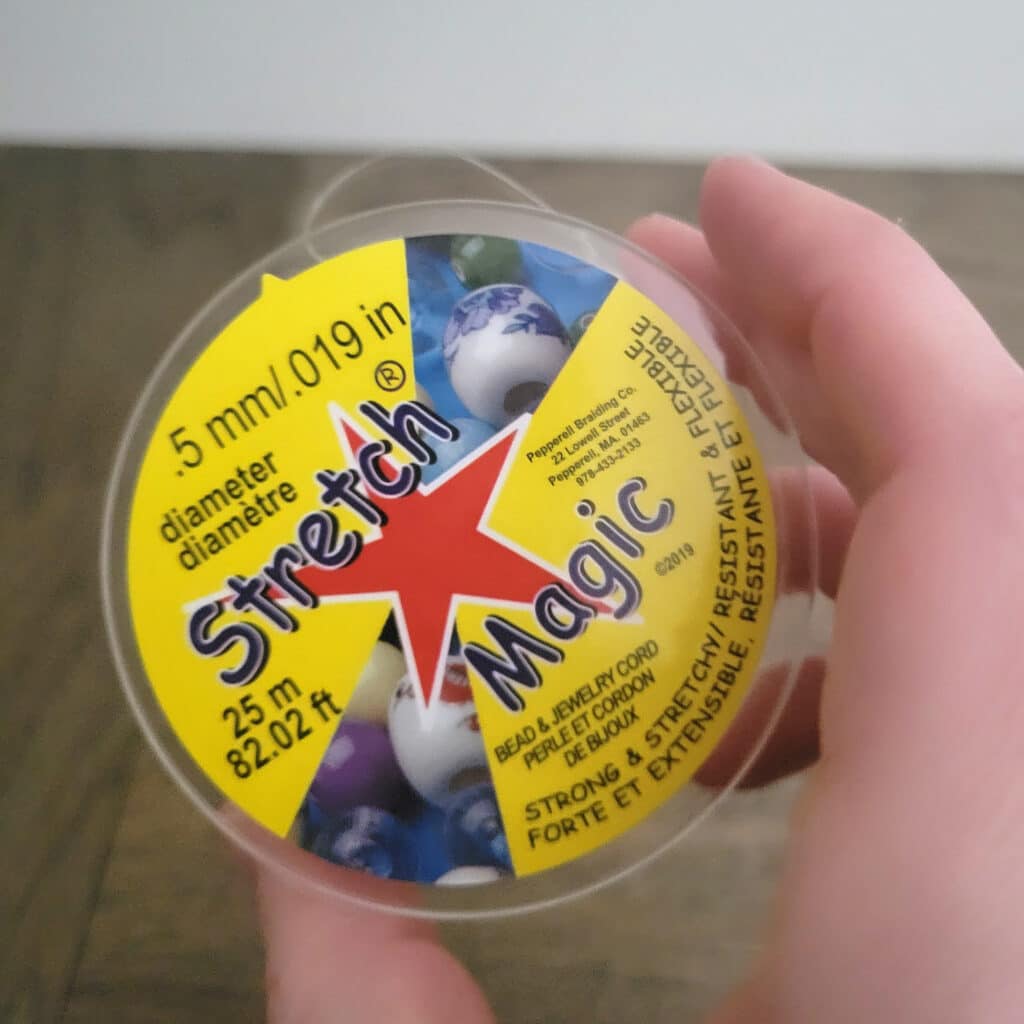 .5 mm/.019 in
diameter
diamètre
Stretch®
Magic
25 m
82.02 ft
Pepperell Braiding Co.
22 Lowell Street
Pepperell, MA. 01463
978-433-2133
©2019
BEAD & JEWELRY CORD
PERLE ET CORDON
DE BIJOUX
STRONG & STRETCHY/ RESISTANT & FLEXIBLE
FORTE ET EXTENSIBLE. RÉSISTANTE ET FLEXIBLE